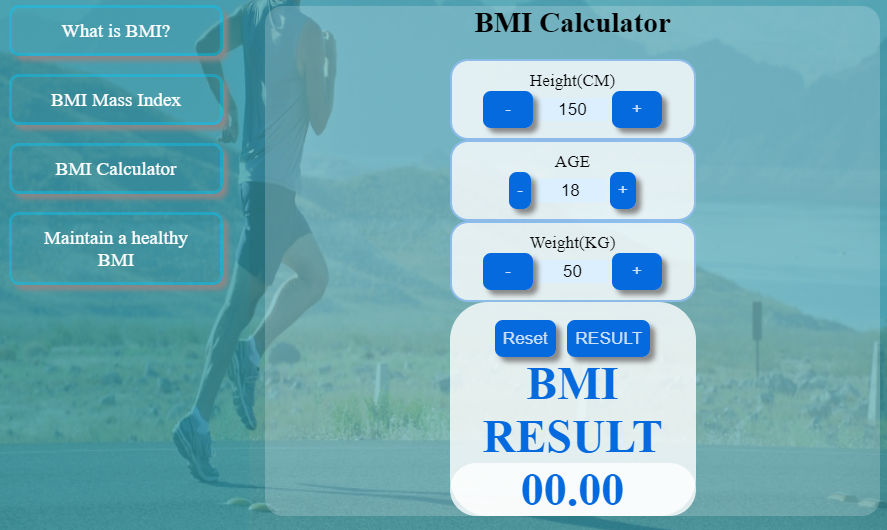 What is BMI?
BMI Mass Index
BMI Calculator
Maintain a healthy
BMI
BMI Calculator
Height(CM)
- 150 +
AGE
- 18 +
Weight(KG)
- 50 +
Reset RESULT
BMI
RESULT
00.00